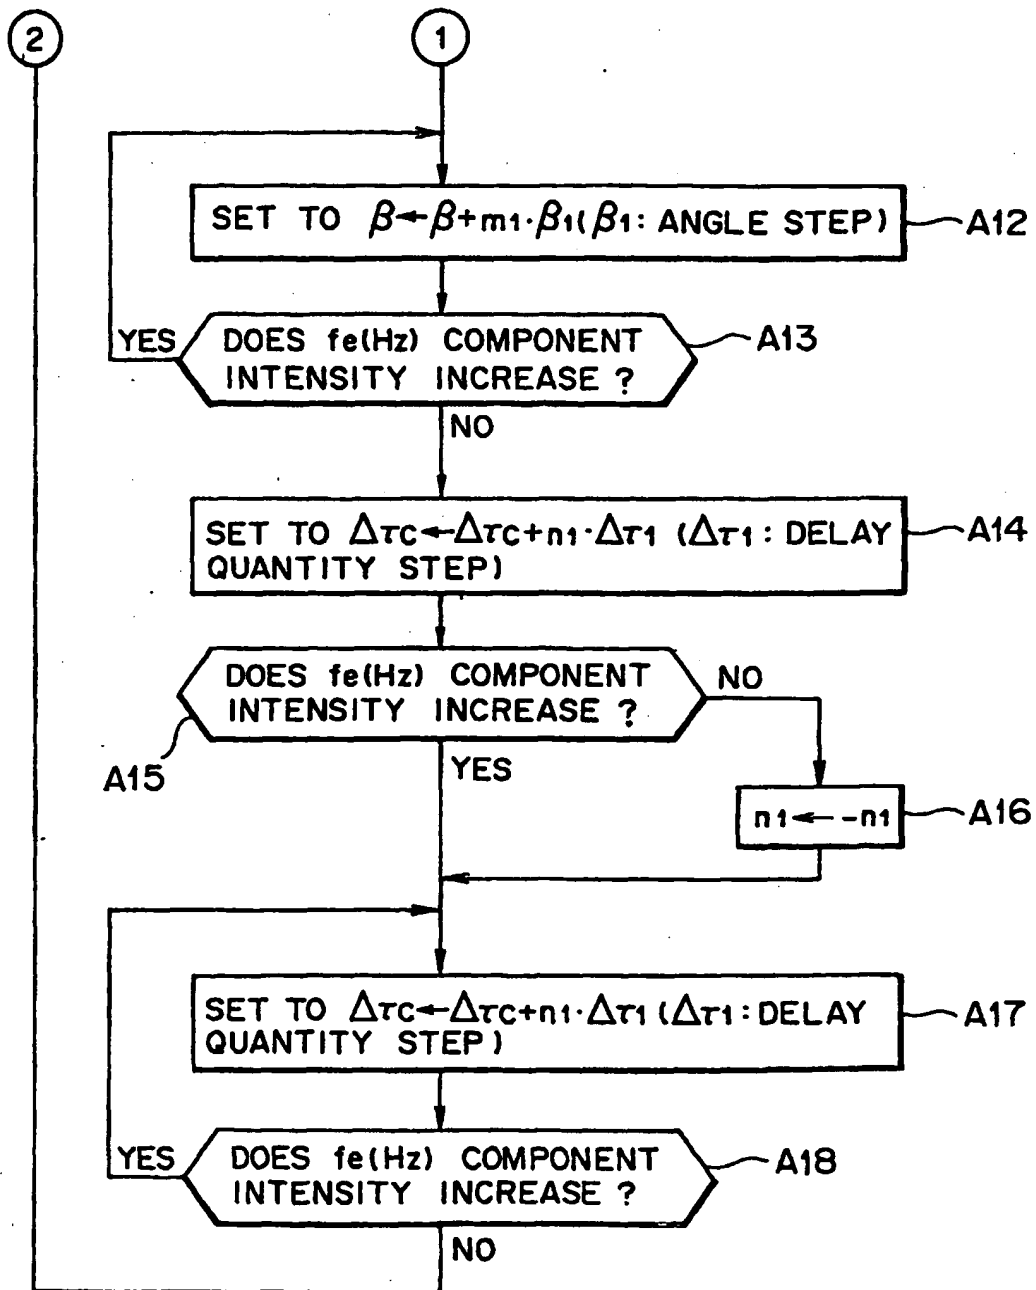 2
1
SET TO β←β+m1·β1(β1: ANGLE STEP)
A12
YES
DOES fe(Hz) COMPONENT
INTENSITY INCREASE ?
A13
NO
SET TO Δτc←Δτc+n1·Δτ1 (Δτ1: DELAY
QUANTITY STEP)
A14
DOES fe(Hz) COMPONENT
INTENSITY INCREASE ?
NO
A15
YES
n1← -n1
A16
SET TO Δτc←Δτc+n1·Δτ1 (Δτ1: DELAY
QUANTITY STEP)
A17
YES
DOES fe(Hz) COMPONENT
INTENSITY INCREASE ?
A18
NO